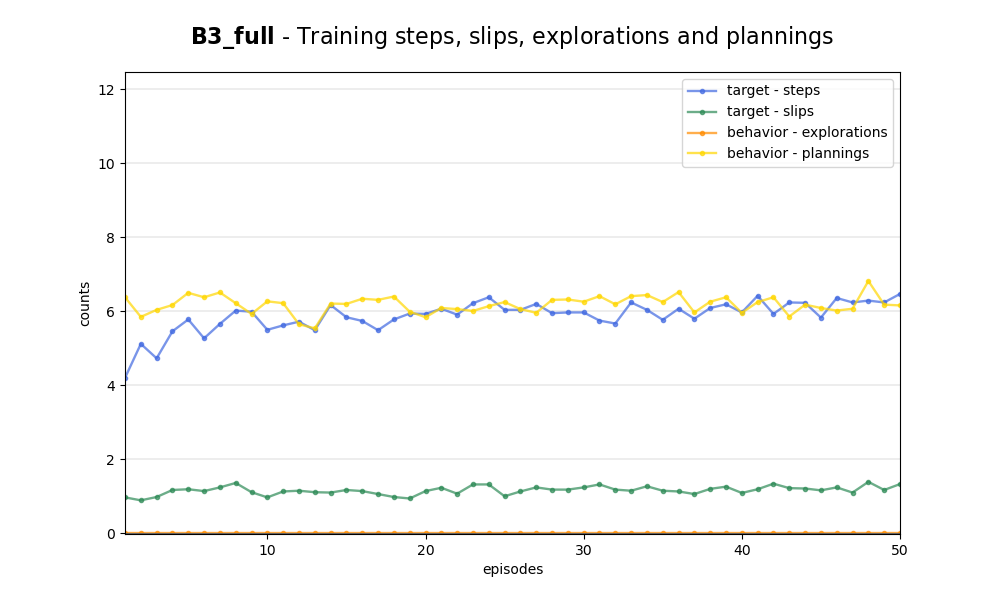 B3_full - Training steps, slips, explorations and plannings
target - steps
target - slips
behavior - explorations
behavior - plannings
counts
12
10
8
6
4
2
0
10 20 30 40 50
episodes